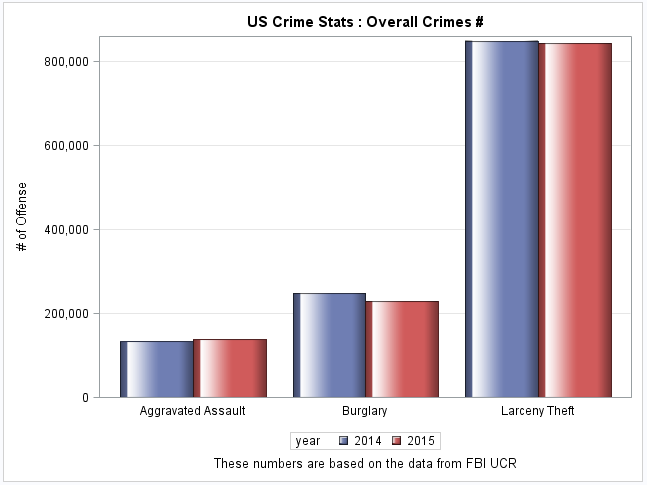 US Crime Stats : Overall Crimes #
# of Offense
800,000
600,000
400,000
200,000
0
Aggravated Assault Burglary Larceny Theft
year 2014 2015
These numbers are based on the data from FBI UCR